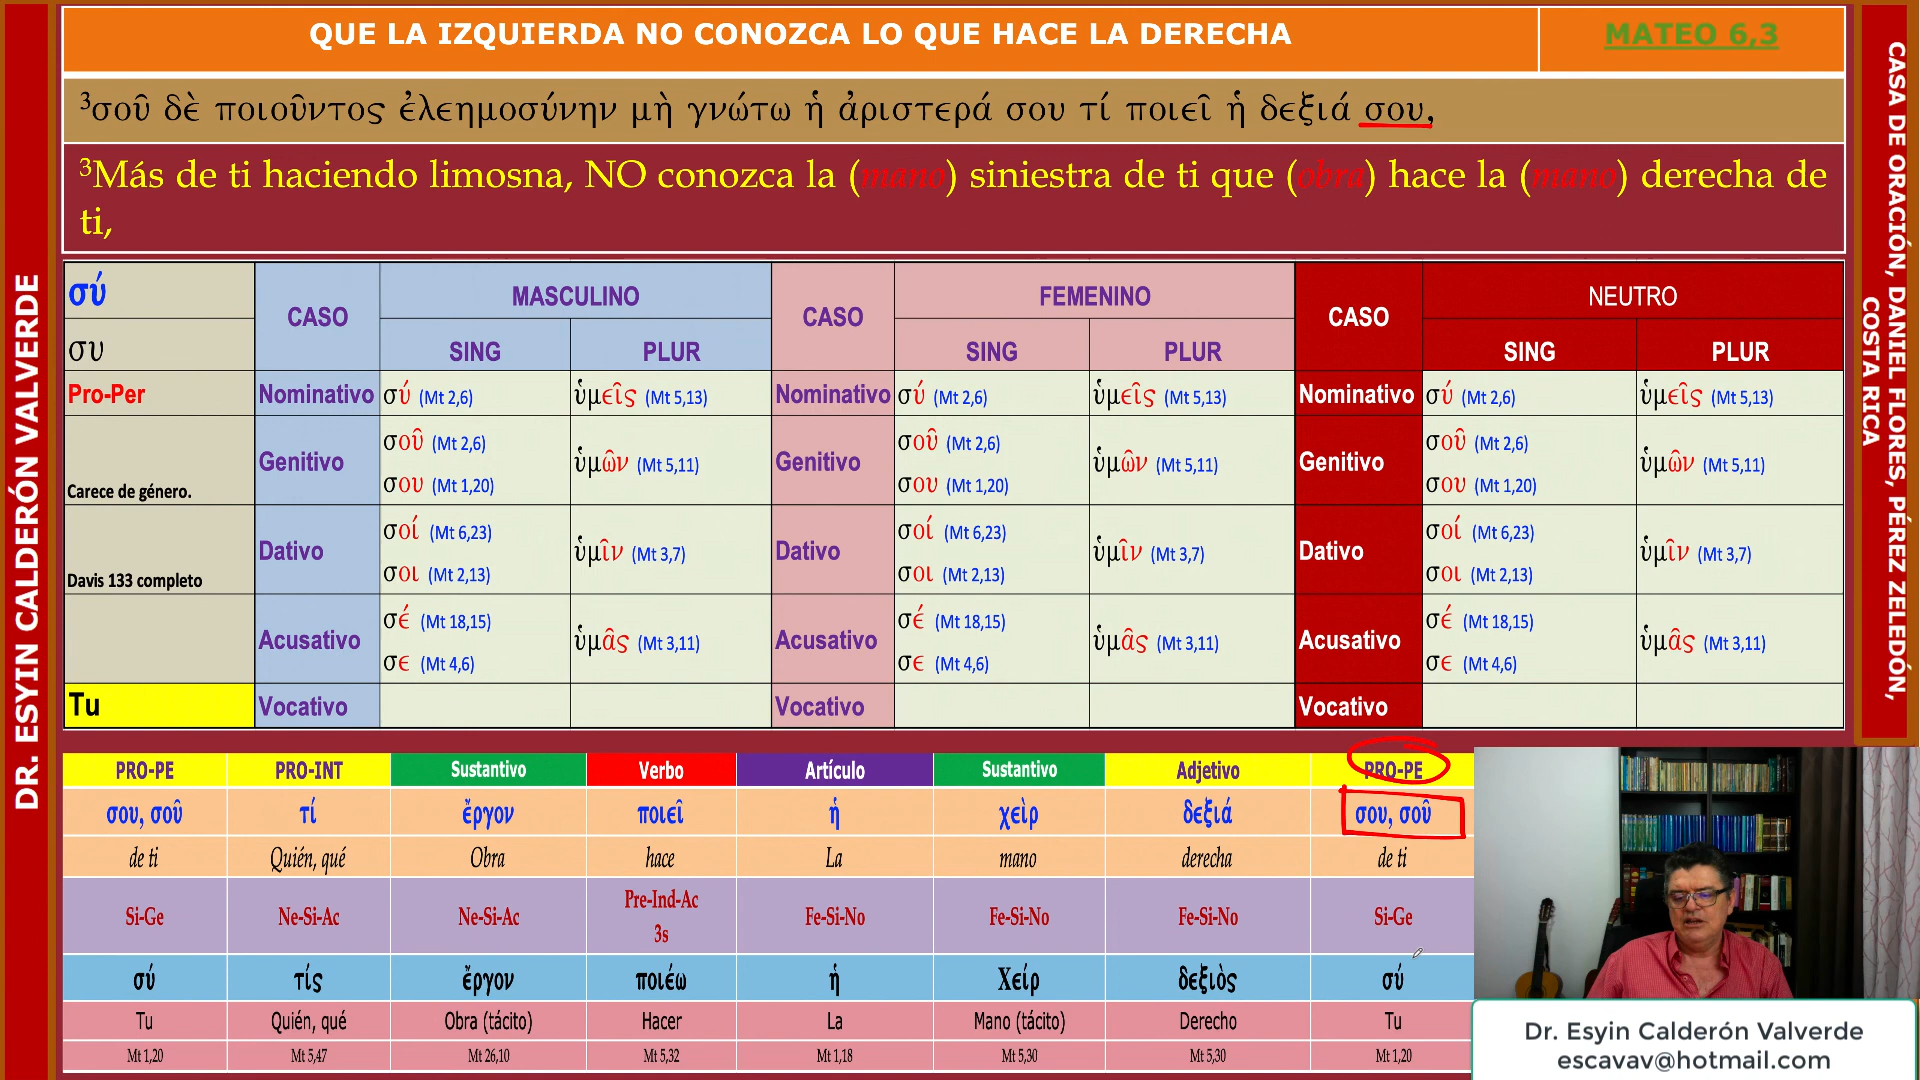 QUE LA IZQUIERDA NO CONOZCA LO QUE HACE LA DERECHA
MATEO 6,3
³σοῦ δὲ ποιοῦντος ἐλεημοσύνην μὴ γνώτω ἡ ἀριστερά σου τί ποιεῖ ἡ δεξιά σου,
³Más de ti haciendo limosna, NO conozca la (mano) siniestra de ti que (obra) hace la (mano) derecha de
ti,
DR. ESYIN CALDERÓN VALVERDE
CASA DE ORACIÓN, DANIEL FLORES, PÉREZ ZELEDÓN,
COSTA RICA
σύ CASO MASCULINO CASO FEMENINO CASO NEUTRO
συ SING PLUR SING PLUR SING PLUR
Pro-Per Nominativo σύ (Mt 2,6) ὑμεῖς (Mt 5,13) Nominativo σύ (Mt 2,6) ὑμεῖς (Mt 5,13) Nominativo σύ (Mt 2,6) ὑμεῖς (Mt 5,13)
σοῦ (Mt 2,6) σοῦ (Mt 2,6) σοῦ (Mt 2,6)
Carece de género. Genitivo ὑμῶν (Mt 5,11) Genitivo ὑμῶν (Mt 5,11) Genitivo ὑμῶν (Mt 5,11)
σου (Mt 1,20) σου (Mt 1,20) σου (Mt 1,20)
σοί (Mt 6,23) σοί (Mt 6,23) σοί (Mt 6,23)
Davis 133 completo Dativo ὑμῖν (Mt 3,7) Dativo ὑμῖν (Mt 3,7) Dativo ὑμῖν (Mt 3,7)
σοι (Mt 2,13) σοι (Mt 2,13) σοι (Mt 2,13)
σέ (Mt 18,15) σέ (Mt 18,15) σέ (Mt 18,15)
Acusativo ὑμᾶς (Mt 3,11) Acusativo ὑμᾶς (Mt 3,11) Acusativo ὑμᾶς (Mt 3,11)
σε (Mt 4,6) σε (Mt 4,6) σε (Mt 4,6)
Tu Vocativo Vocativo Vocativo
PRO-PE PRO-INT Sustantivo Verbo Artículo Sustantivo Adjetivo PRO-PE
σου, σοῦ τί ἔργον ποιεῖ ἡ χεὶρ δεξιά σου, σοῦ
de ti Quién, qué Obra hace La mano derecha de ti
Si-Ge Ne-Si-Ac Ne-Si-Ac Pre-Ind-Ac Fe-Si-No Fe-Si-No Fe-Si-No Si-Ge
3s
σύ τίς ἔργον ποιέω ἡ Χείρ δεξιὸς σύ
Tu Quién, qué Obra (tácito) Hacer La Mano (tácito) Derecho Tu
Mt 1,20 Mt 5,47 Mt 26,10 Mt 5,32 Mt 1,18 Mt 5,30 Mt 5,30 Mt 1,20
Dr. Esyin Calderón Valverde
escavav@hotmail.com